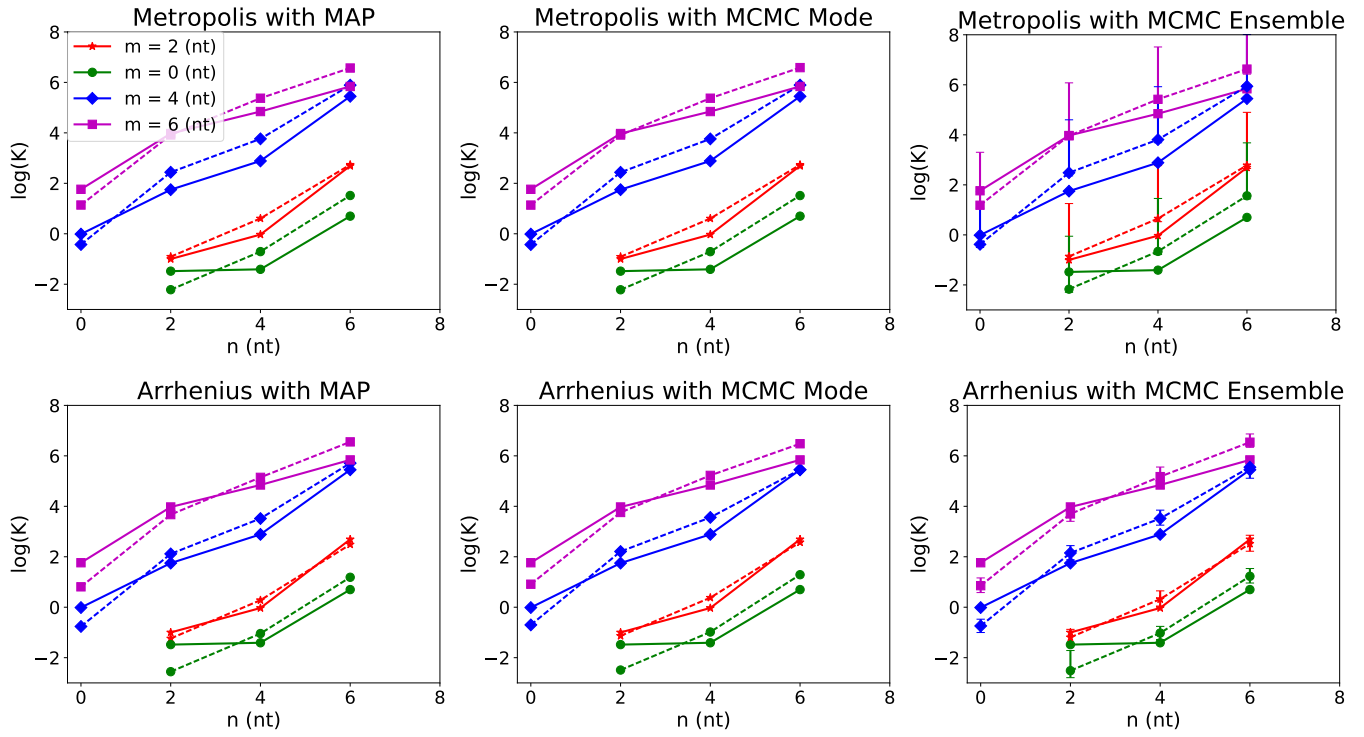 Metropolis with MAP
Metropolis with MCMC Mode
Metropolis with MCMC Ensemble
m = 2 (nt)
m = 0 (nt)
m = 4 (nt)
m = 6 (nt)
log(K)
8
6
4
2
0
−2
0 2 4 6 8
n (nt)
log(K)
8
6
4
2
0
−2
0 2 4 6 8
n (nt)
log(K)
8
6
4
2
0
−2
0 2 4 6 8
n (nt)
Arrhenius with MAP
Arrhenius with MCMC Mode
Arrhenius with MCMC Ensemble
log(K)
8
6
4
2
0
−2
0 2 4 6 8
n (nt)
log(K)
8
6
4
2
0
−2
0 2 4 6 8
n (nt)
log(K)
8
6
4
2
0
−2
0 2 4 6 8
n (nt)